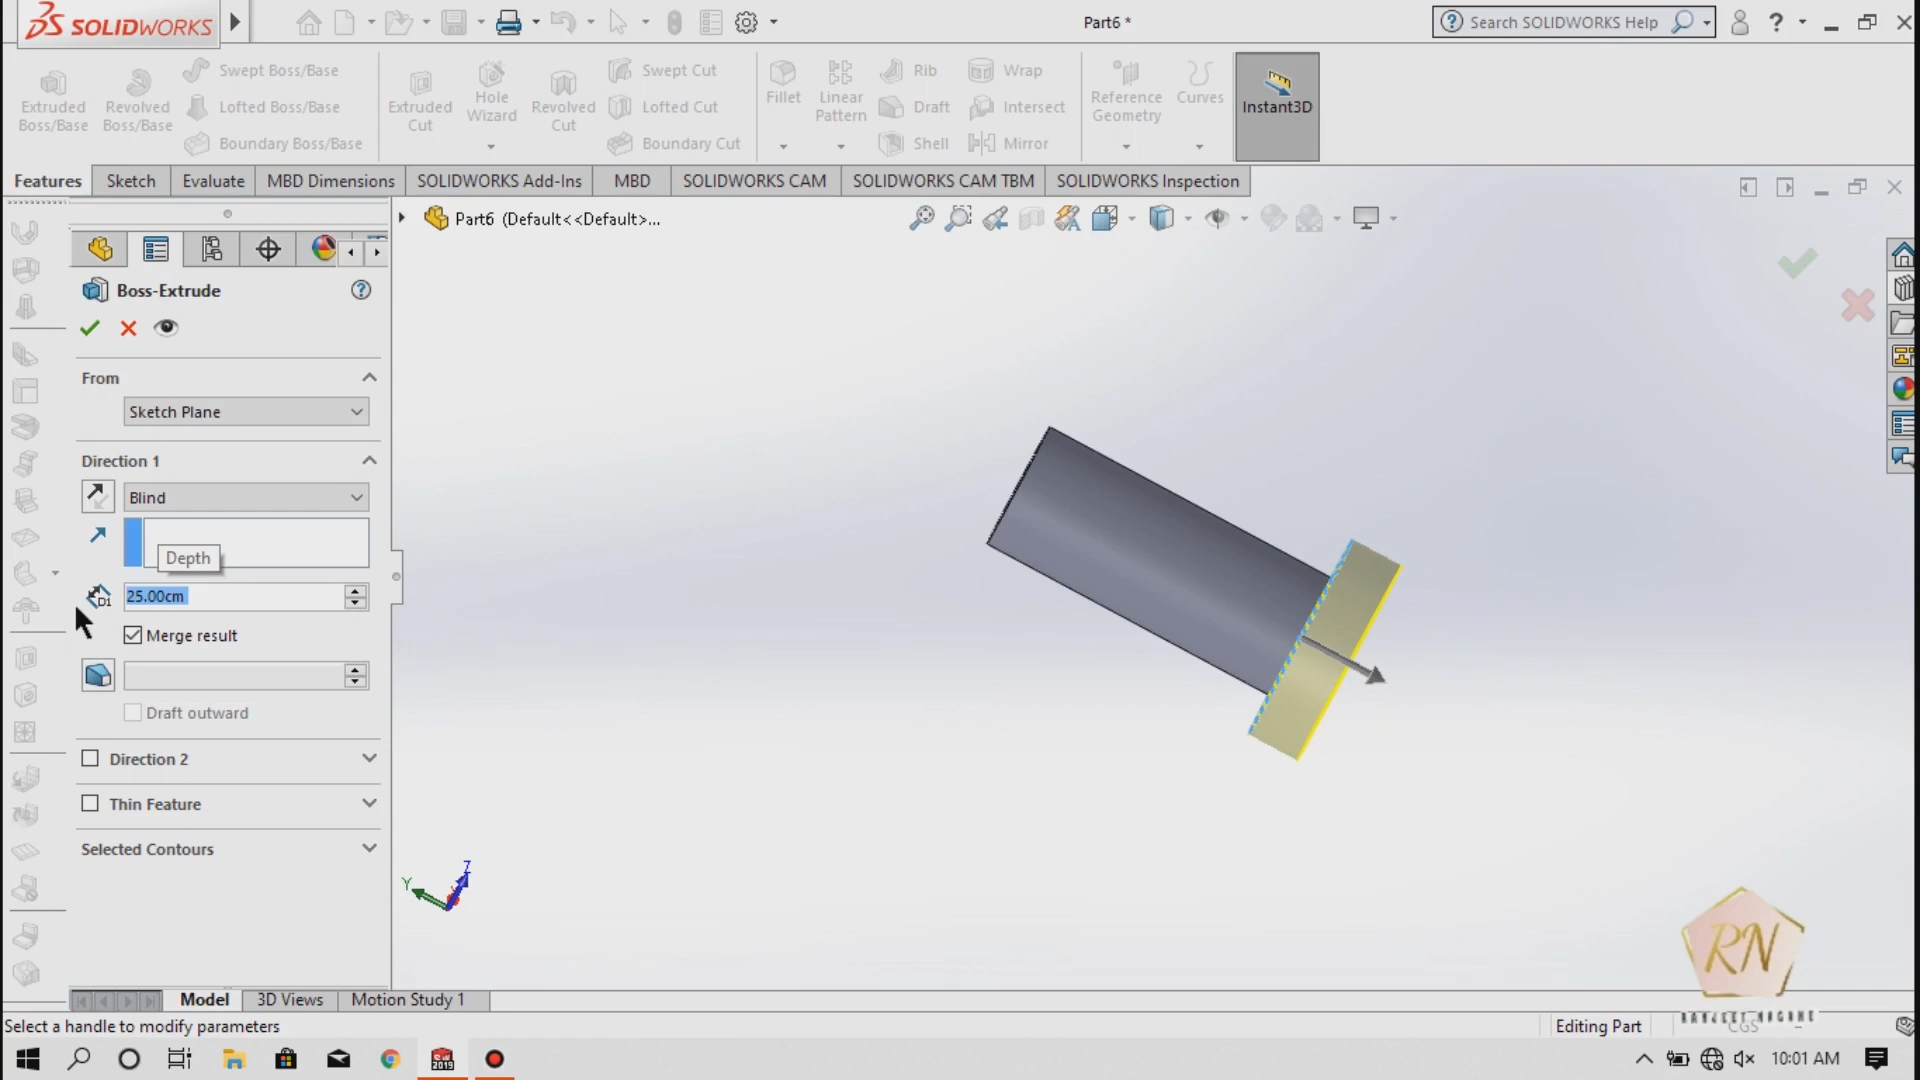 SOLIDWORKS
Part6 *
Search SOLIDWORKS Help
Extruded Boss/Base
Revolved Boss/Base
Swept Boss/Base
Lofted Boss/Base
Boundary Boss/Base
Extruded Cut
Hole Wizard
Revolved Cut
Swept Cut
Lofted Cut
Boundary Cut
Fillet
Linear Pattern
Rib
Draft
Shell
Wrap
Intersect
Mirror
Reference Geometry
Curves
Instant3D
Features
Sketch
Evaluate
MBD Dimensions
SOLIDWORKS Add-Ins
MBD
SOLIDWORKS CAM
SOLIDWORKS CAM TBM
SOLIDWORKS Inspection
Part6 (Default<<Default>...
Boss-Extrude
From
Sketch Plane
Direction 1
Blind
Depth
D1
25.00cm
Merge result
Draft outward
Direction 2
Thin Feature
Selected Contours
Z
Y
RN
Model
3D Views
Motion Study 1
Select a handle to modify parameters
Editing Part
CGS
SW
2019
10:01 AM